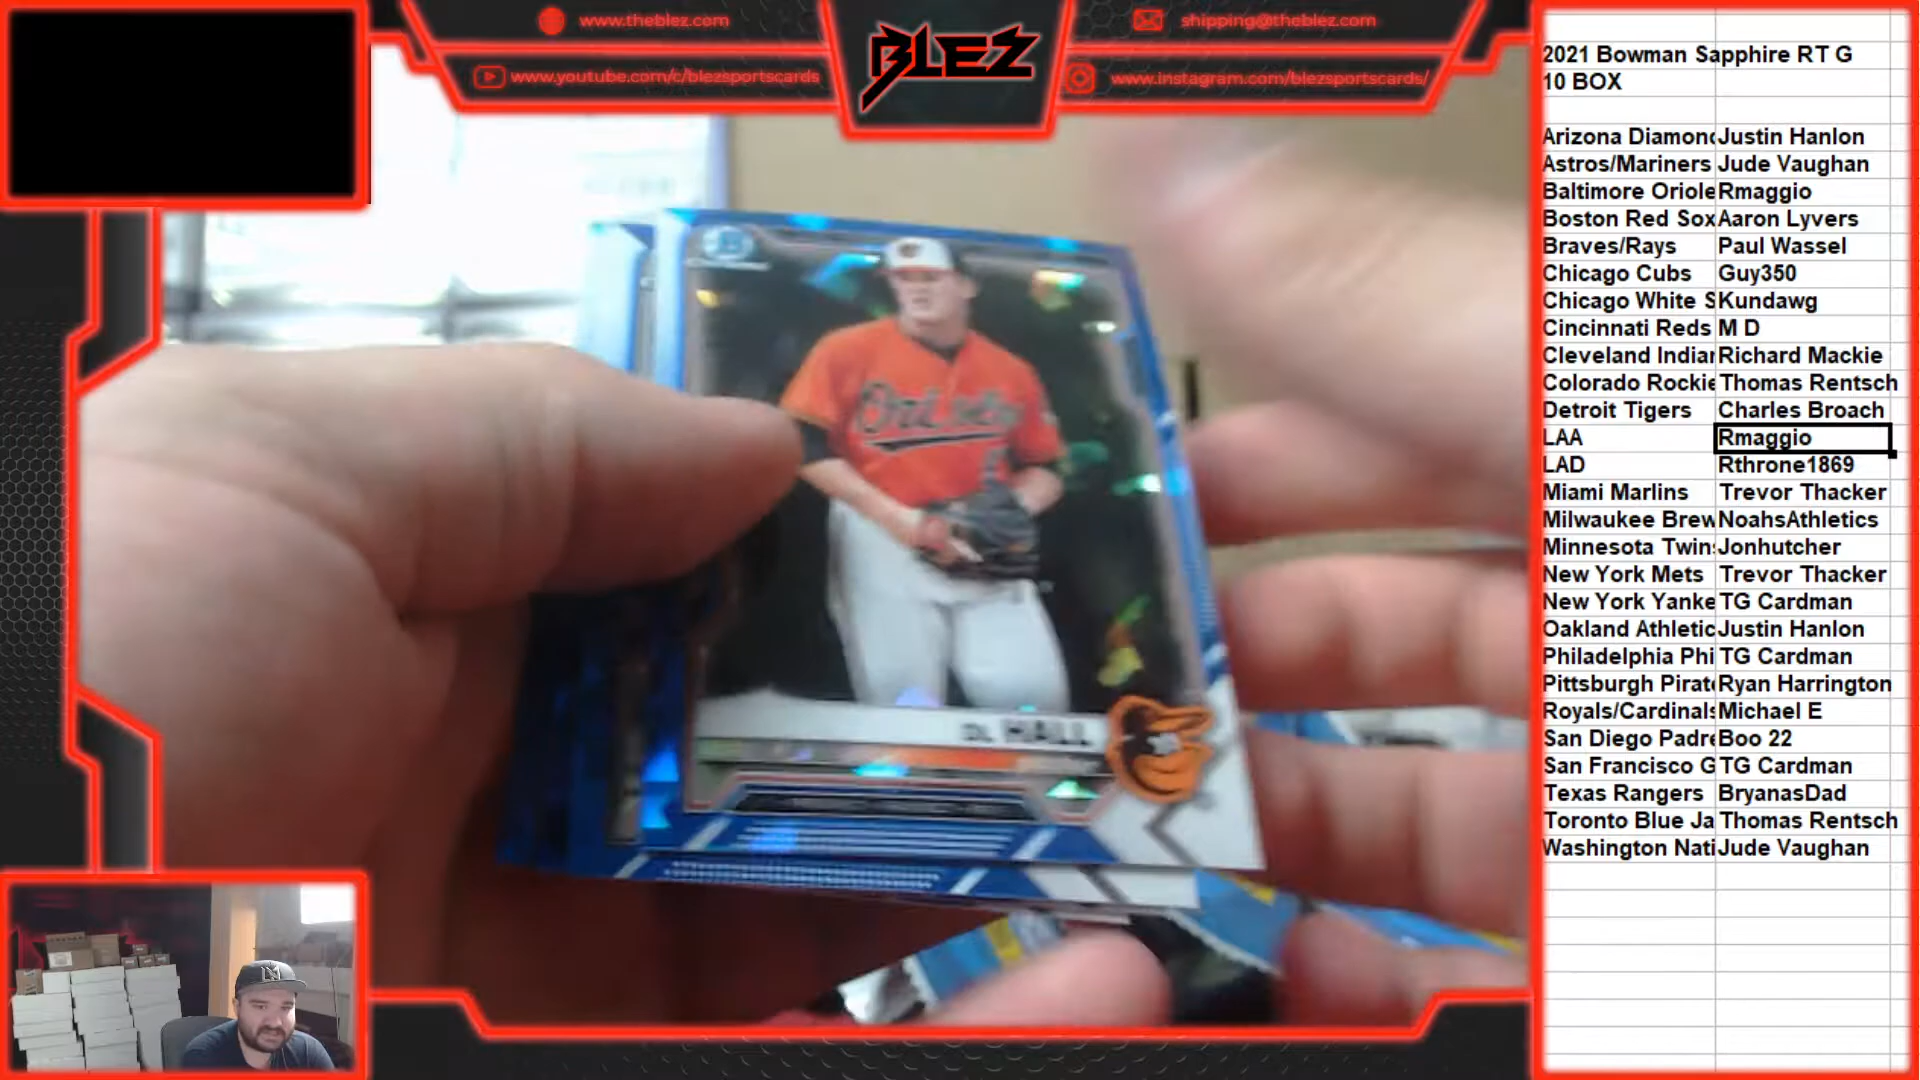 www.theblez.com
BLEZ
shipping@theblez.com
www.youtube.com/c/blezsportscards
www.instagram.com/blezsportscards/
2021 Bowman Sapphire RT G
10 BOX
Arizona Diamond Justin Hanlon
Astros/Mariners Jude Vaughan
Baltimore Oriole Rmaggio
Boston Red Sox Aaron Lyvers
Braves/Rays Paul Wassel
Chicago Cubs Guy350
Chicago White S Kundawg
Cincinnati Reds M D
Cleveland Indian Richard Mackie
Colorado Rockie Thomas Rentsch
Detroit Tigers Charles Broach
LAA Rmaggio
LAD Rthrone1869
Miami Marlins Trevor Thacker
Milwaukee Brew NoahsAthletics
Minnesota Twins Jonhutcher
New York Mets Trevor Thacker
New York Yanke TG Cardman
Oakland Athletic Justin Hanlon
Philadelphia Phi TG Cardman
Pittsburgh Pirate Ryan Harrington
Royals/Cardinals Michael E
San Diego Padre Boo 22
San Francisco G TG Cardman
Texas Rangers BryanasDad
Toronto Blue Ja Thomas Rentsch
Washington Nati Jude Vaughan
Orioles
DL HALL